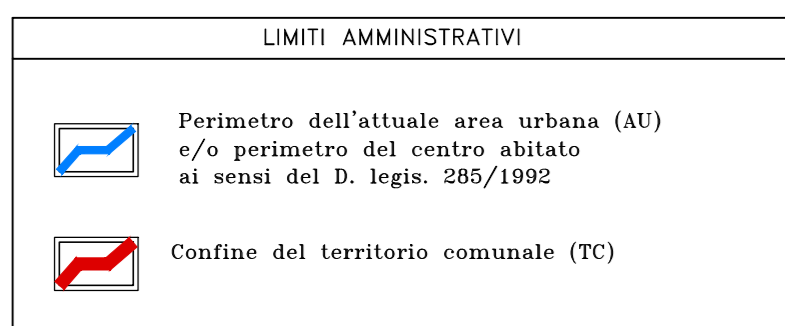 LIMITI AMMINISTRATIVI
Perimetro dell'attuale area urbana (AU)
e/o perimetro del centro abitato
ai sensi del D. legis. 285/1992
Confine del territorio comunale (TC)